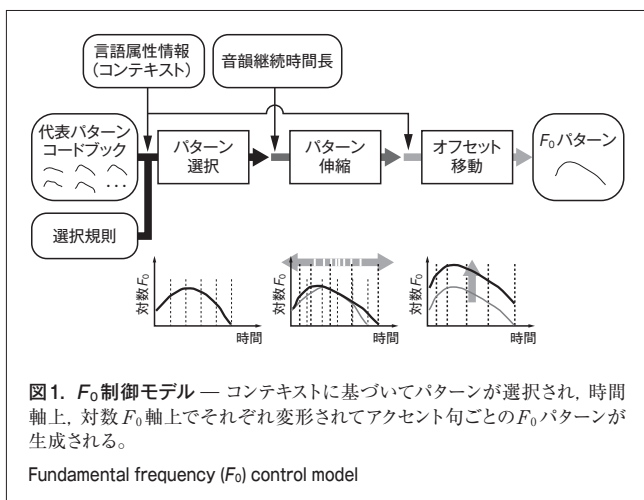 言語属性情報
(コンテキスト)
音韻継続時間長
代表パターン
コードブック
...
パターン
選択
パターン
伸縮
オフセット
移動
F₀パターン
選択規則
対数F₀
時間
対数F₀
時間
対数F₀
時間
図1. F₀制御モデル — コンテキストに基づいてパターンが選択され, 時間
軸上, 対数F₀軸上でそれぞれ変形されてアクセント句ごとのF₀パターンが
生成される。
Fundamental frequency (F₀) control model